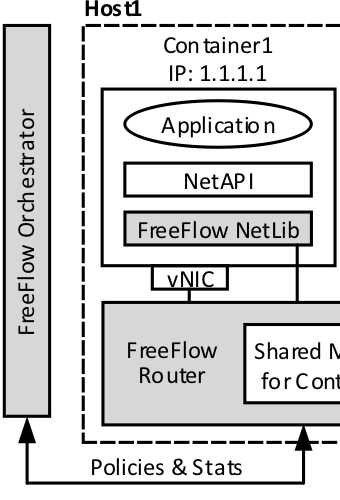 Host1
Container1
IP: 1.1.1.1
Application
NetAPI
FreeFlow NetLib
vNIC
FreeFlow Orchestrator
FreeFlow
Router
Shared
for
Policies & Stats